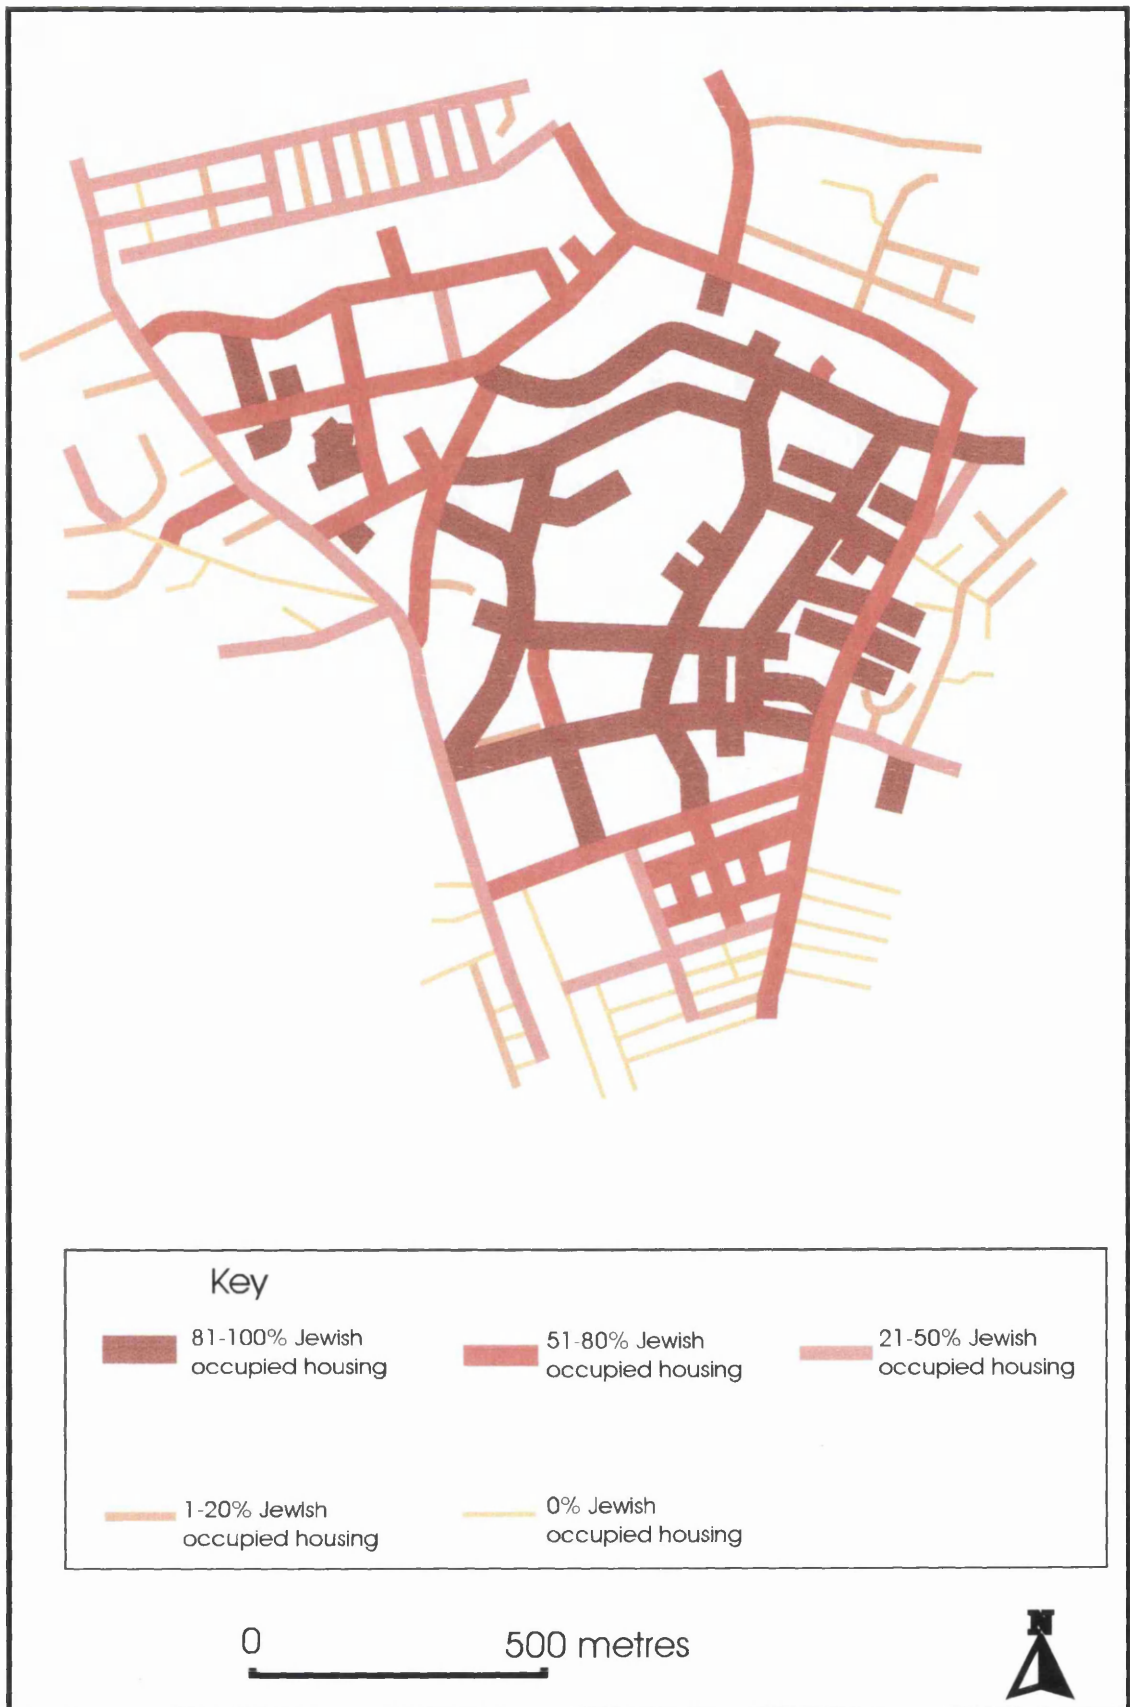 Key
81-100% Jewish
occupied housing
51-80% Jewish
occupied housing
21-50% Jewish
occupied housing
1-20% Jewish
occupied housing
0% Jewish
occupied housing
0
500 metres
N